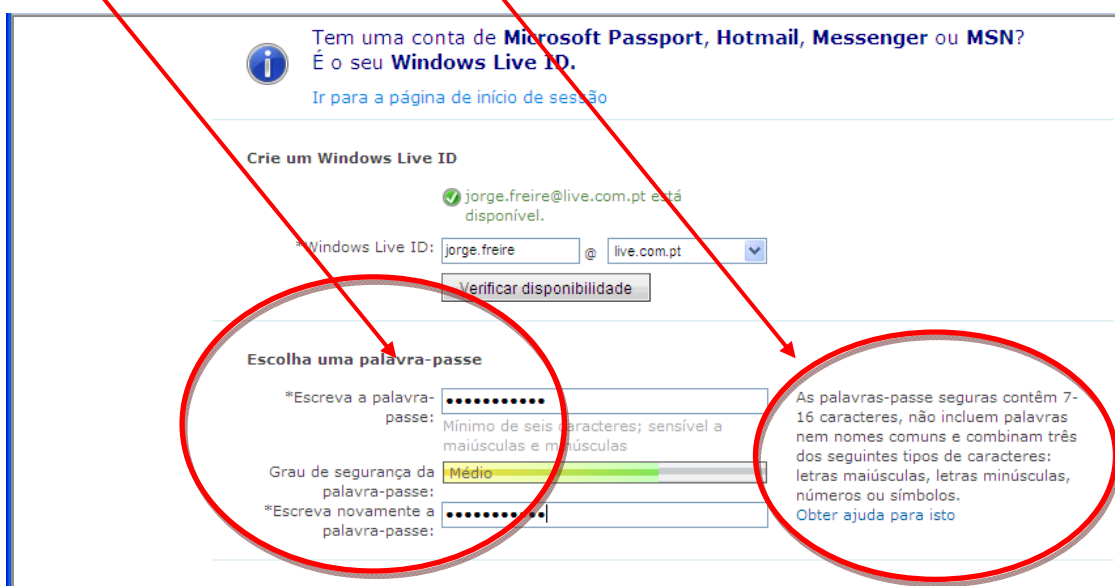 Tem uma conta de Microsoft Passport, Hotmail, Messenger ou MSN?
É o seu Windows Live ID.
Ir para a página de início de sessão
Crie um Windows Live ID
jorge.freire@live.com.pt está
disponível.
*Windows Live ID: jorge.freire @ live.com.pt
Verificar disponibilidade
Escolha uma palavra-passe
*Escreva a palavra-
passe: •••••••••••
Mínimo de seis caracteres; sensível a
maiúsculas e minúsculas
Grau de segurança da
palavra-passe: Médio
*Escreva novamente a
palavra-passe: •••••••••••
As palavras-passe seguras contêm 7-
16 caracteres, não incluem palavras
nem nomes comuns e combinam três
dos seguintes tipos de caracteres:
letras maiúsculas, letras minúsculas,
números ou símbolos.
Obter ajuda para isto